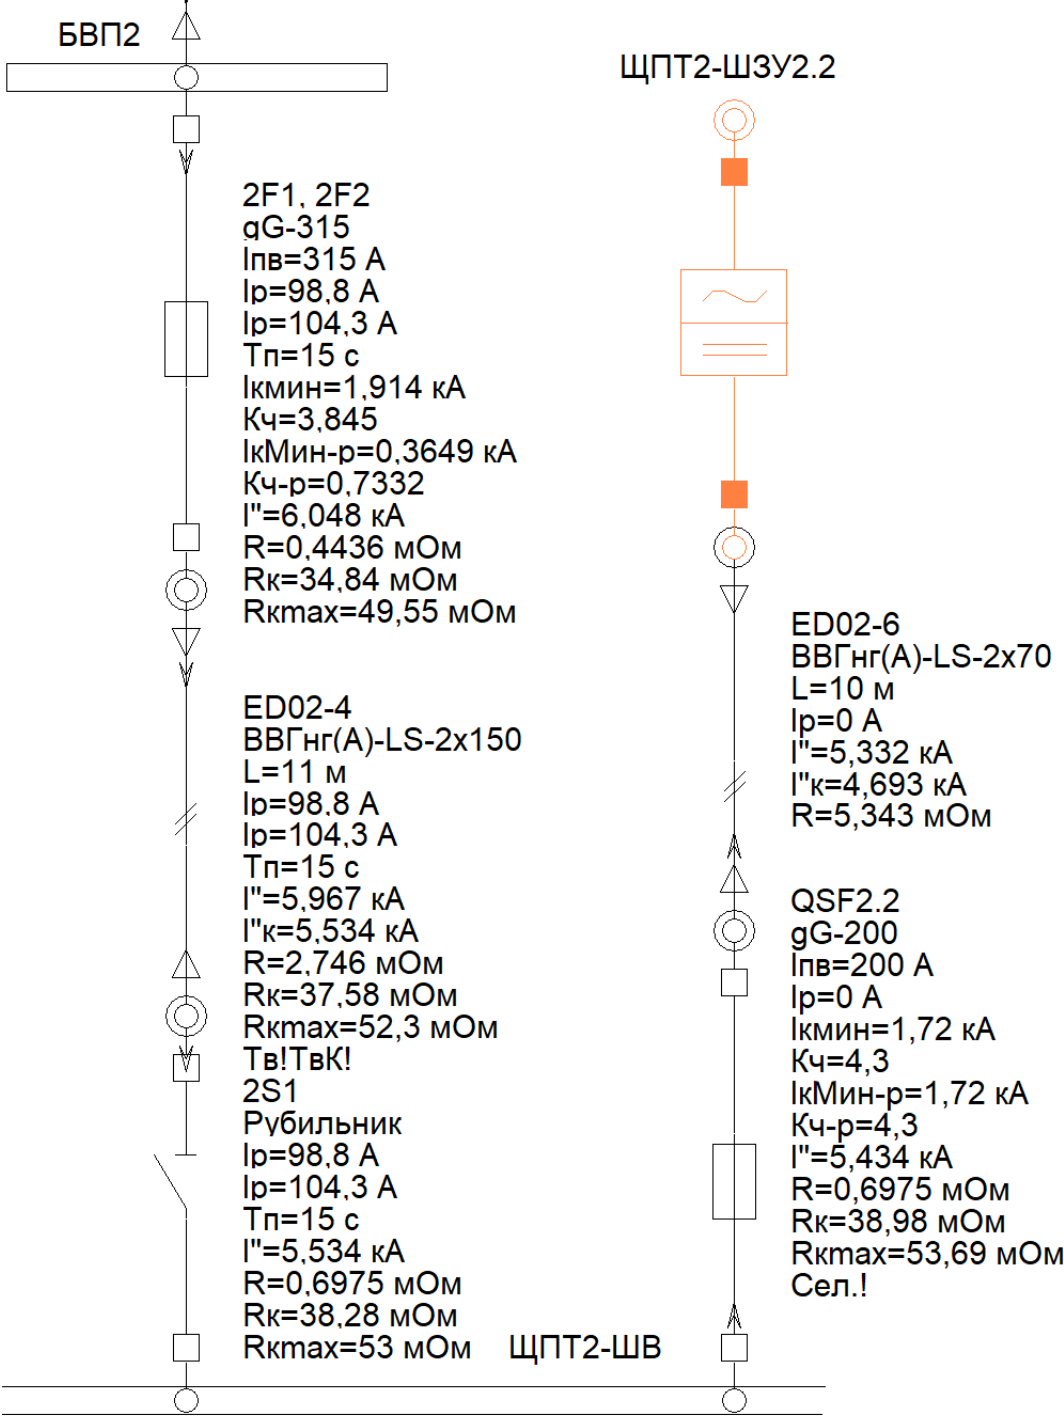 БВП2
ЩПТ2-ШЗУ2.2
2F1, 2F2
gG-315
Iпв=315 А
Iр=98,8 А
Iр=104,3 А
Тп=15 с
Iкмин=1,914 кА
Кч=3,845
IкМин-р=0,3649 кА
Кч-р=0,7332
I"=6,048 кА
R=0,4436 мОм
Rк=34,84 мОм
Rкmax=49,55 мОм
ED02-4
ВВГнг(А)-LS-2x150
L=11 м
Iр=98,8 А
Iр=104,3 А
Тп=15 с
I"=5,967 кА
I"к=5,534 кА
R=2,746 мОм
Rк=37,58 мОм
Rкmax=52,3 мОм
Тв!ТвК!
2S1
Рубильник
Iр=98,8 А
Iр=104,3 А
Тп=15 с
I"=5,534 кА
R=0,6975 мОм
Rк=38,28 мОм
Rкmax=53 мОм
ЩПТ2-ШВ
ED02-6
ВВГнг(А)-LS-2x70
L=10 м
Iр=0 А
I"=5,332 кА
I"к=4,693 кА
R=5,343 мОм
QSF2.2
gG-200
Iпв=200 А
Iр=0 А
Iкмин=1,72 кА
Кч=4,3
IкМин-р=1,72 кА
Кч-р=4,3
I"=5,434 кА
R=0,6975 мОм
Rк=38,98 мОм
Rкmax=53,69 мОм
Сел.!